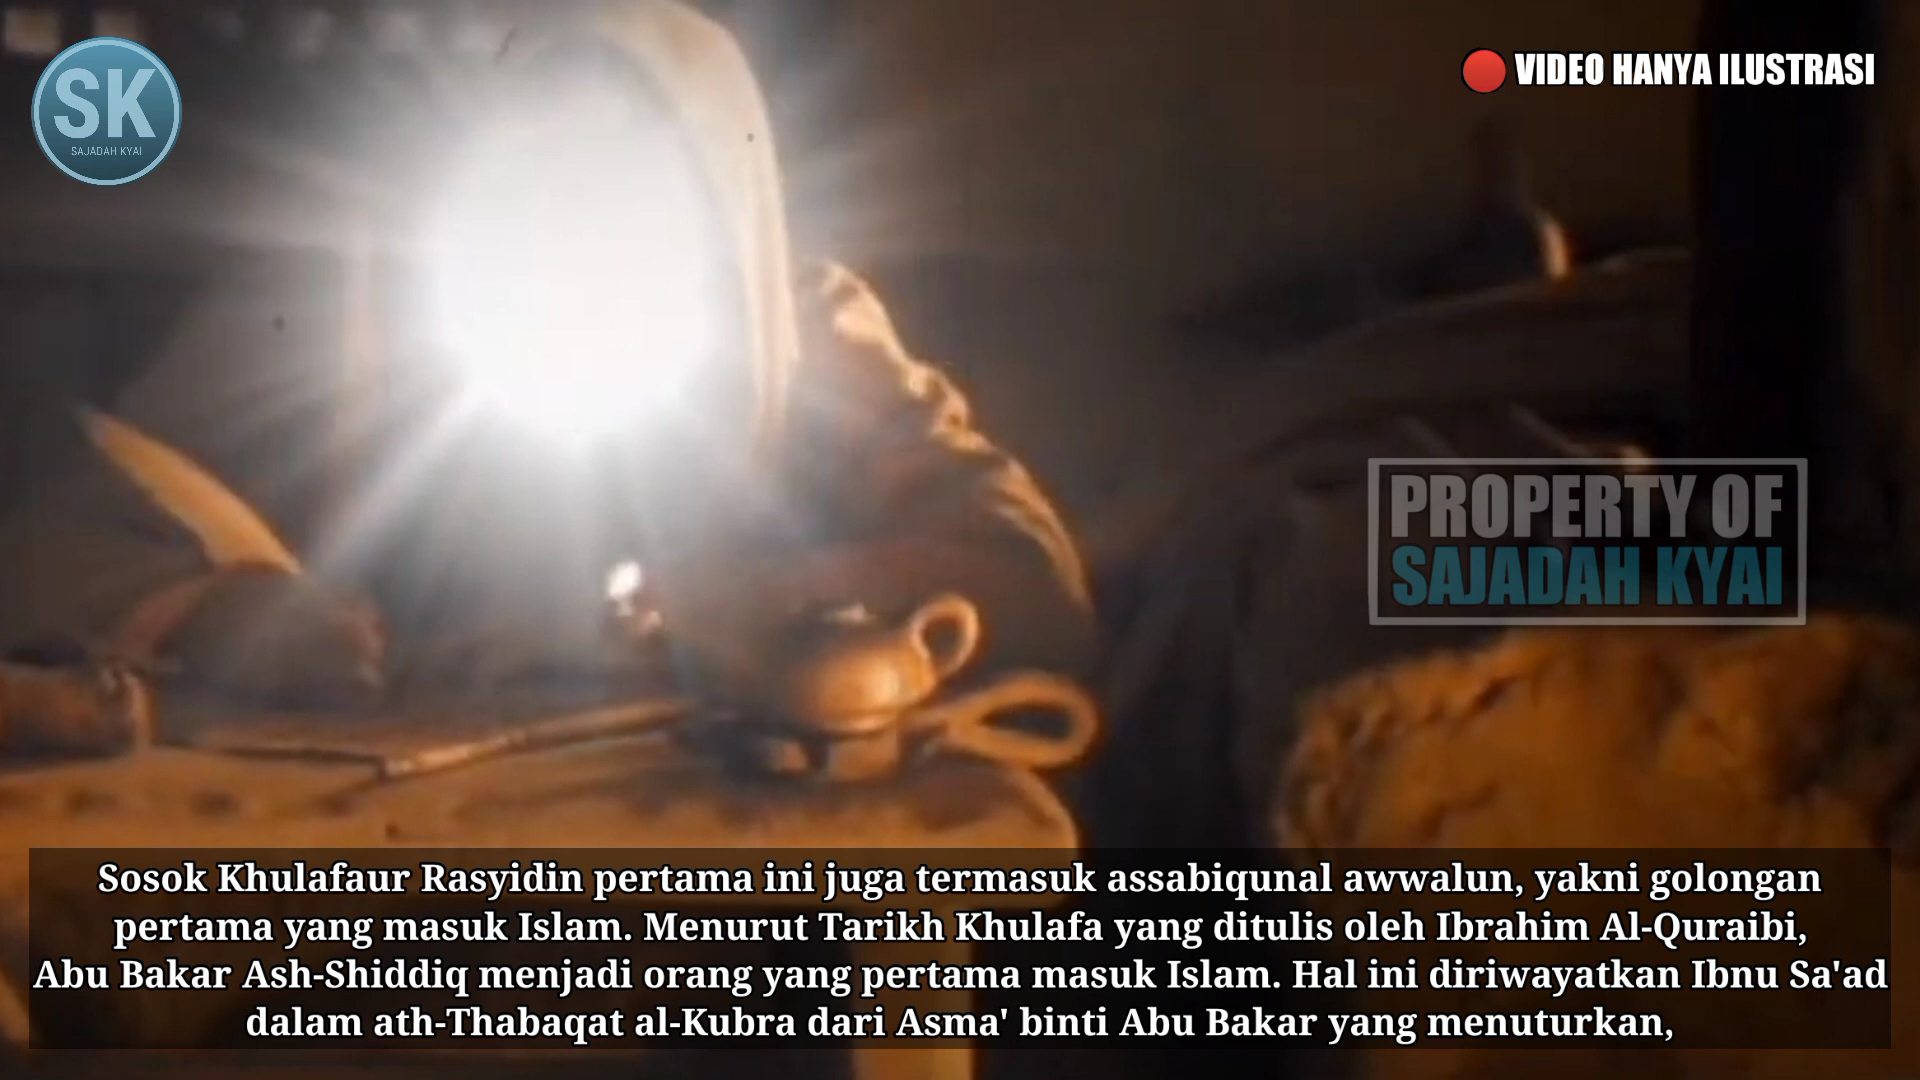 SK
SAJADAH KYAI
VIDEO HANYA ILUSTRASI
PROPERTY OF
SAJADAH KYAI
Sosok Khulafaur Rasyidin pertama ini juga termasuk assabiqunal awwalun, yakni golongan
pertama yang masuk Islam. Menurut Tarikh Khulafa yang ditulis oleh Ibrahim Al-Quraibi,
Abu Bakar Ash-Shiddiq menjadi orang yang pertama masuk Islam. Hal ini diriwayatkan Ibnu Sa'ad
dalam ath-Thabaqat al-Kubra dari Asma' binti Abu Bakar yang menuturkan,